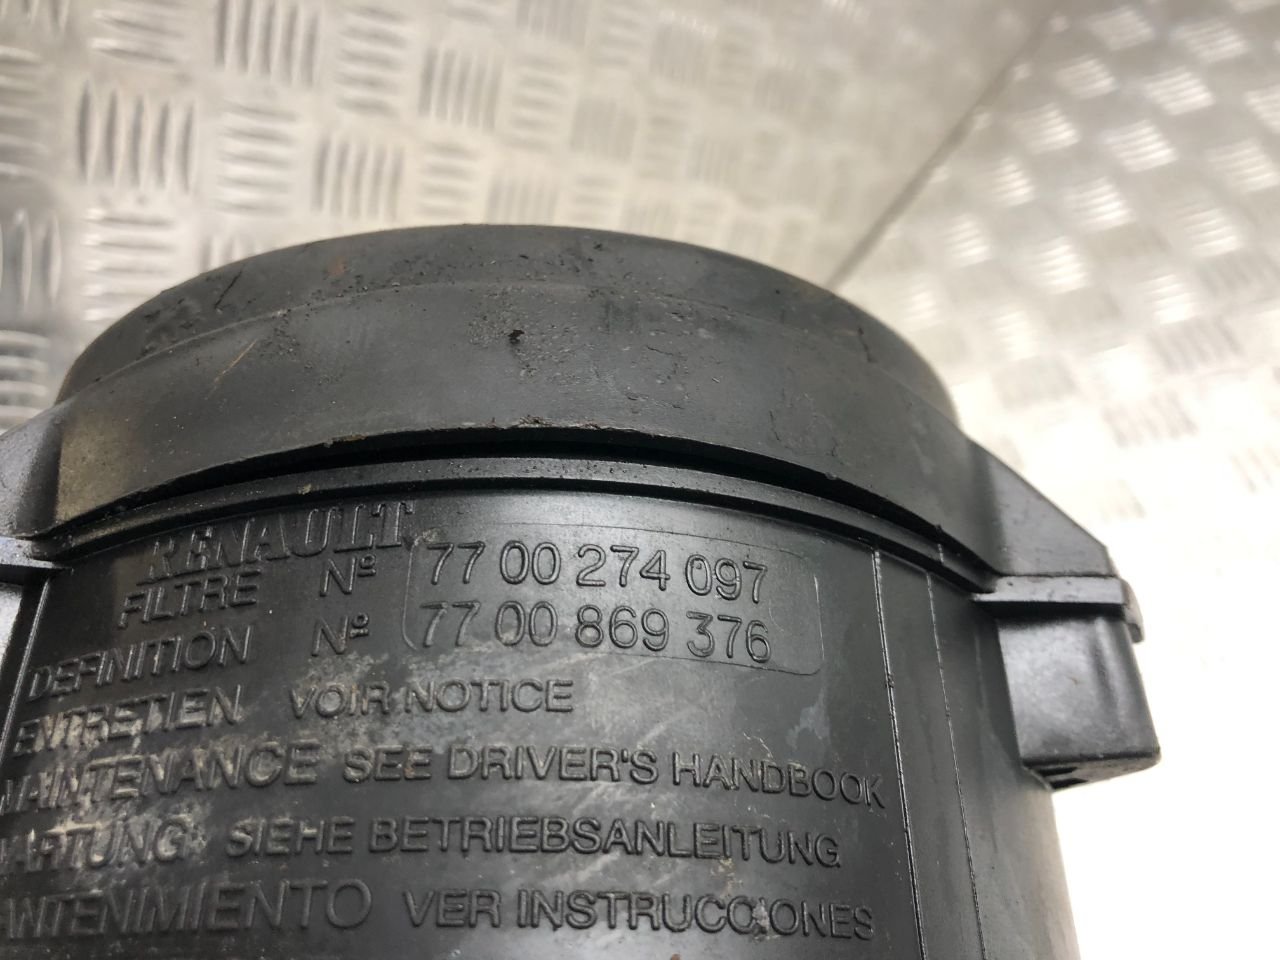 RENAULT
FILTRE Nº 77 00 274 097
DEFINITION Nº 77 00 869 376
ENTRETIEN VOIR NOTICE
MAINTENANCE SEE DRIVER'S HANDBOOK
WARTUNG SIEHE BETRIEBSANLEITUNG
MANTENIMIENTO VER INSTRUCCIONES